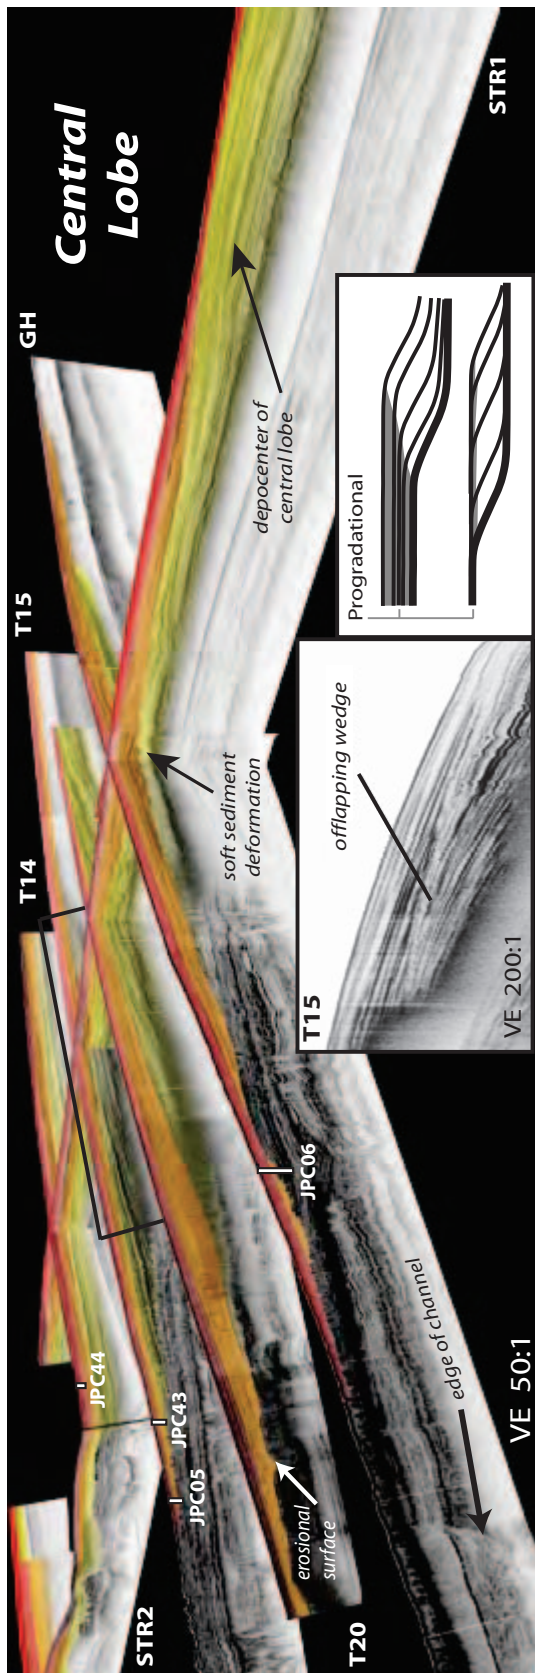 Central
Lobe
GH
T15
T14
STR1
depocenter of
central lobe
soft sediment
deformation
Progradational
T15
offlapping wedge
VE 200:1
JPC06
JPC44
JPC43
JPC05
edge of channel
erosional
surface
STR2
T20
VE 50:1